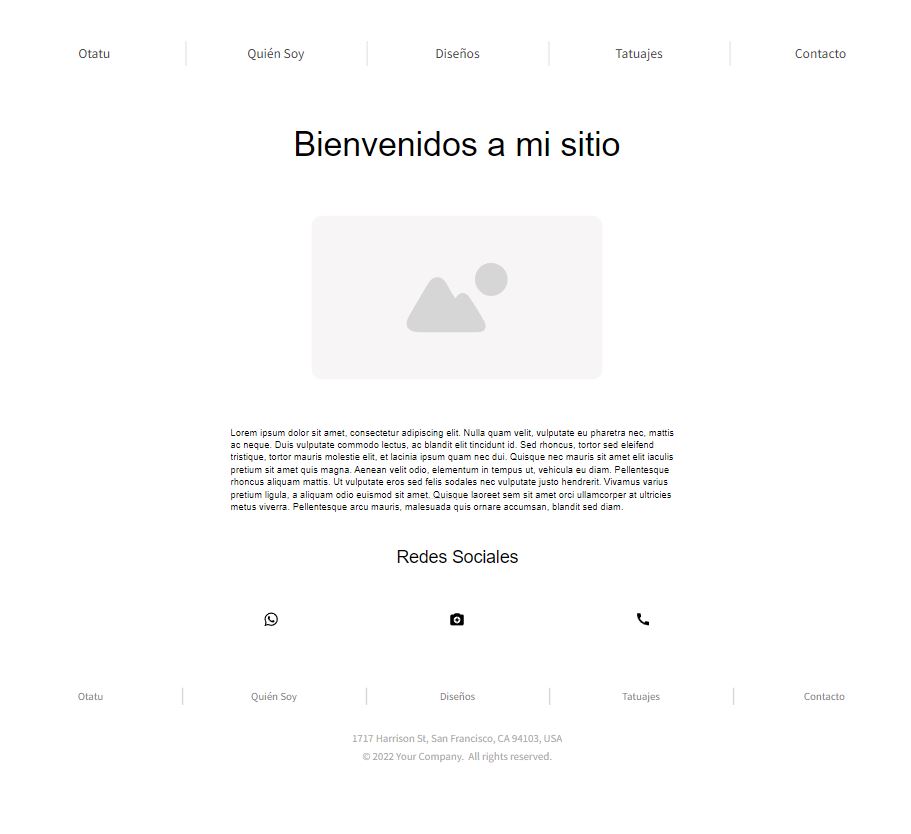 Otatu
Quién Soy
Diseños
Tatuajes
Contacto
Bienvenidos a mi sitio
Lorem ipsum dolor sit amet, consectetur adipiscing elit. Nulla quam velit, vulputate eu pharetra nec, mattis
ac neque. Duis vulputate commodo lectus, ac blandit elit tincidunt id. Sed rhoncus, tortor sed eleifend
tristique, tortor mauris molestie elit, et lacinia ipsum quam nec dui. Quisque nec mauris sit amet elit iaculis
pretium sit amet quis magna. Aenean velit odio, elementum in tempus ut, vehicula eu diam. Pellentesque
rhoncus aliquam mattis. Ut vulputate eros sed felis sodales nec vulputate justo hendrerit. Vivamus varius
pretium ligula, a aliquam odio euismod sit amet. Quisque laoreet sem sit amet orci ullamcorper at ultricies
metus viverra. Pellentesque arcu mauris, malesuada quis ornare accumsan, blandit sed diam.
Redes Sociales
Otatu
Quién Soy
Diseños
Tatuajes
Contacto
1717 Harrison St, San Francisco, CA 94103, USA
© 2022 Your Company.  All rights reserved.